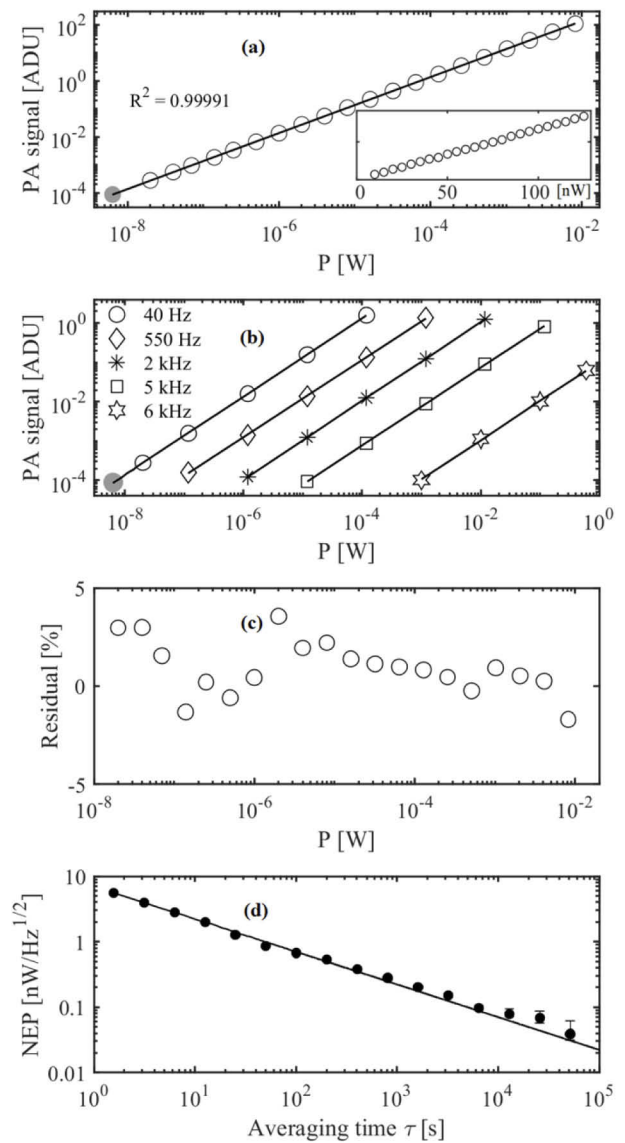 (a)
PA signal [ADU]
10^2
10^0
10^-2
10^-4
R^2 = 0.99991
0 50 100 [nW]
10^-8 10^-6 10^-4 10^-2
P [W]
(b)
PA signal [ADU]
10^0
10^-2
10^-4
40 Hz
550 Hz
2 kHz
5 kHz
6 kHz
10^-8 10^-6 10^-4 10^-2 10^0
P [W]
(c)
Residual [%]
5
0
-5
10^-8 10^-6 10^-4 10^-2
P [W]
(d)
NEP [nW/Hz^1/2]
10
1
0.1
0.01
10^0 10^1 10^2 10^3 10^4 10^5
Averaging time τ [s]